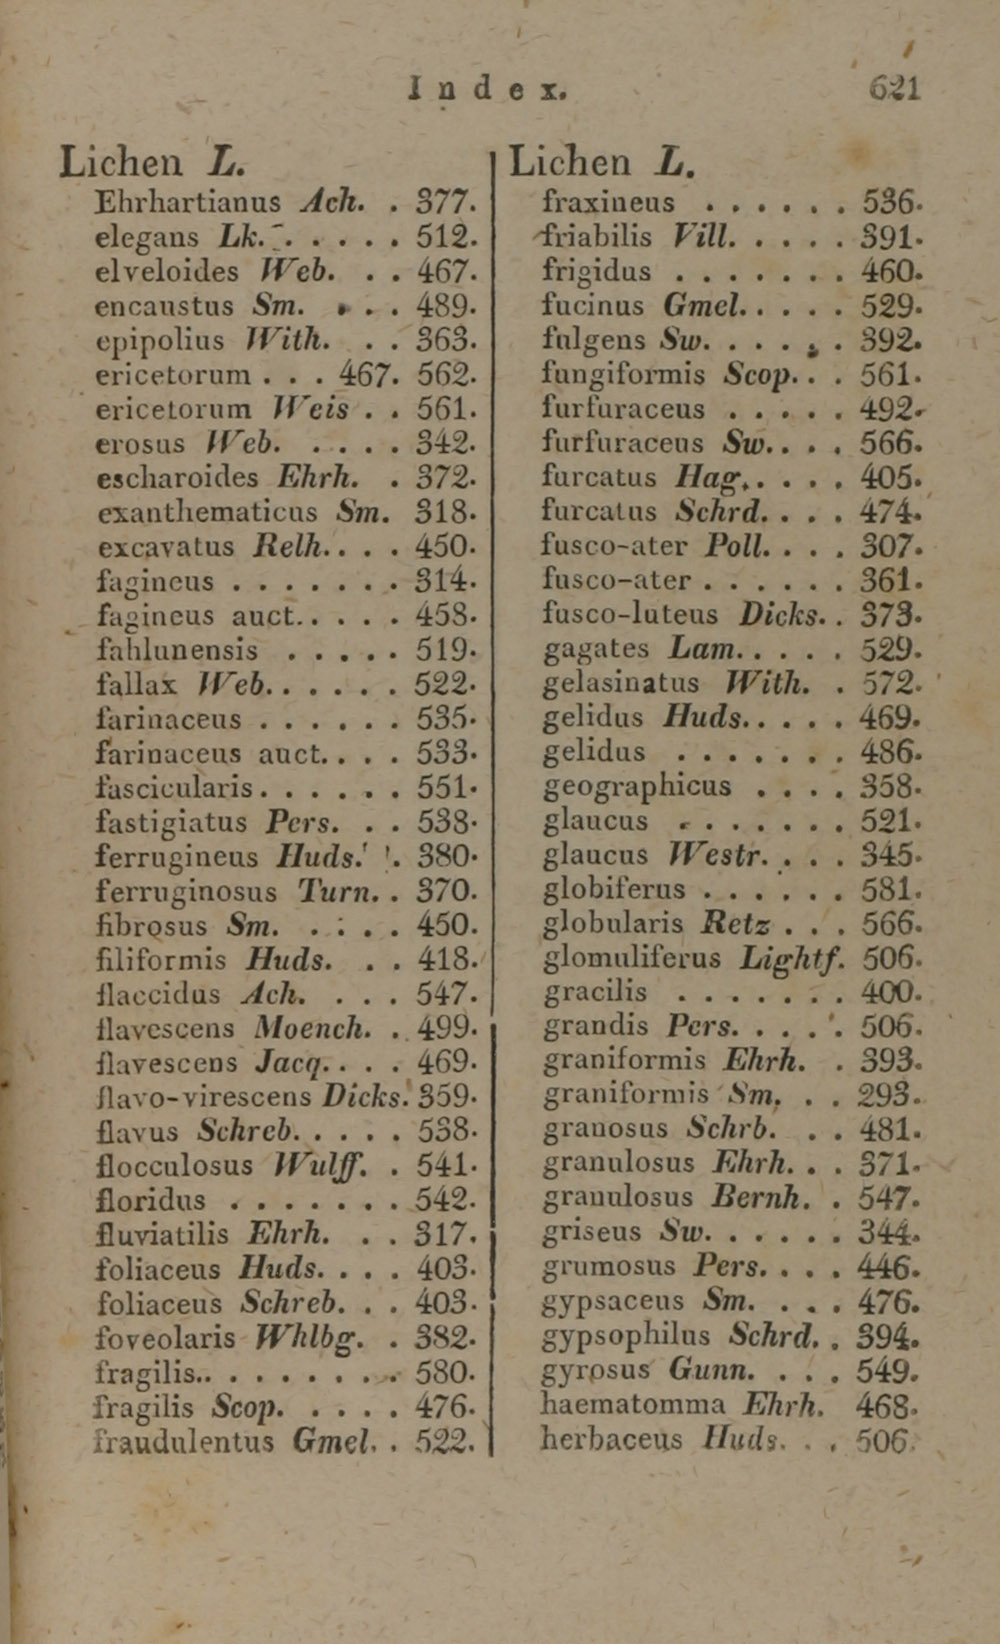 Index. 621
Lichen L.
Ehrhartianus Ach. . 377.
elegans Lk. . . . . . 512.
elveloides Web. . . 467.
encaustus Sm. . . . 489.
epipolius With. . . 363.
ericetorum . . . 467. 562.
ericetorum Weis . . 561.
erosus Web. . . . . 342.
escharoides Ehrh. . 372.
exanthematicus Sm. 318.
excavatus Relh. . . . 450.
fagineus . . . . . . . 314.
fagineus auct. . . . . 458.
fahlunensis . . . . . 519.
fallax Web. . . . . . 522.
farinaceus . . . . . . 535.
farinaceus auct. . . . 533.
fascicularis . . . . . . 551.
fastigiatus Pers. . . 538.
ferrugineus Huds. . 380.
ferruginosus Turn. . 370.
fibrosus Sm. . . . . 450.
filiformis Huds. . . 418.
flaccidus Ach. . . . 547.
flavescens Moench. . 499.
flavescens Jacq. . . . 469.
flavo-virescens Dicks. 359.
flavus Schreb. . . . . 538.
flocculosus Wulff. . 541.
floridus . . . . . . . 542.
fluviatilis Ehrh. . . 317.
foliaceus Huds. . . . 403.
foliaceus Schreb. . . 403.
foveolaris Whlbg. . 382.
fragilis. . . . . . . . . 580.
fragilis Scop. . . . . 476.
fraudulentus Gmel. . 522.
Lichen L.
fraxineus . . . . . . 536.
friabilis Vill. . . . . 391.
frigidus . . . . . . . 460.
fucinus Gmel. . . . . 529.
fulgens Sw. . . . . . 392.
fungiformis Scop. . . 561.
furfuraceus . . . . . 492.
furfuraceus Sw. . . . 566.
furcatus Hag. . . . . 405.
furcatus Schrd. . . . 474.
fusco-ater Poll. . . . 307.
fusco-ater . . . . . . 361.
fusco-luteus Dicks. . 373.
gagates Lam. . . . . 529.
gelasinatus With. . 572.
gelidus Huds. . . . . 469.
gelidus . . . . . . . 486.
geographicus . . . . 358.
glaucus . . . . . . . 521.
glaucus Westr. . . . 345.
globiferus . . . . . . 581.
globularis Retz . . . 566.
glomuliferus Lightf. 506.
gracilis . . . . . . . 400.
grandis Pers. . . . . 506.
graniformis Ehrh. . 393.
graniformis Sm. . . 293.
granosus Schrb. . . 481.
granulosus Ehrh. . . 371.
granulosus Bernh. . 547.
griseus Sw. . . . . . 344.
grumosus Pers. . . . 446.
gypsaceus Sm. . . . 476.
gypsophilus Schrd. . 394.
gyrosus Gunn. . . . 549.
haematomma Ehrh. 468.
herbaceus Huds. . . 506.